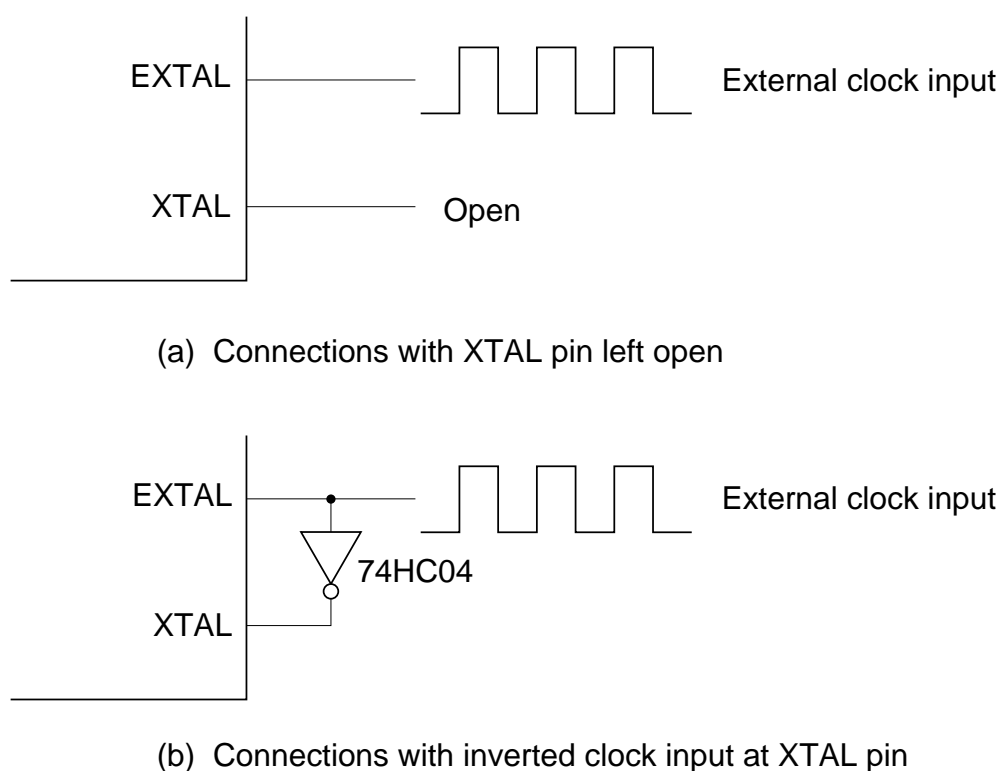 EXTAL
External clock input
XTAL
Open
(a) Connections with XTAL pin left open
EXTAL
External clock input
74HC04
XTAL
(b) Connections with inverted clock input at XTAL pin